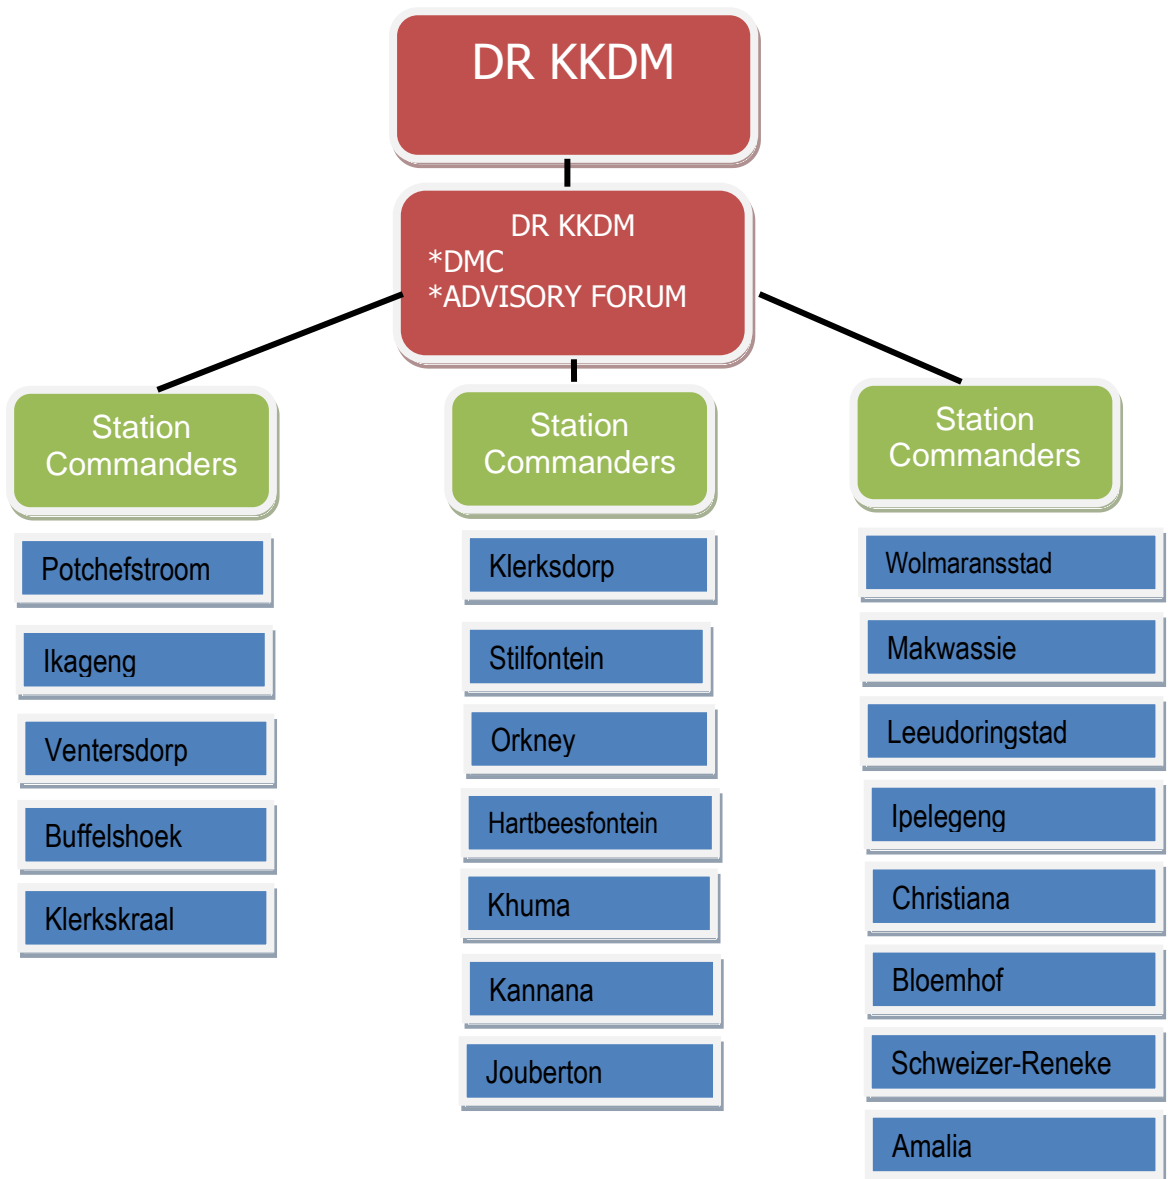 DR KKDM
DR KKDM
*DMC
*ADVISORY FORUM
Station
Commanders
Potchefstroom
Ikageng
Ventersdorp
Buffelshoek
Klerkskraal
Station
Commanders
Klerksdorp
Stilfontein
Orkney
Hartbeesfontein
Khuma
Kannana
Jouberton
Station
Commanders
Wolmaransstad
Makwassie
Leeudoringstad
Ipelegeng
Christiana
Bloemhof
Schweizer-Reneke
Amalia